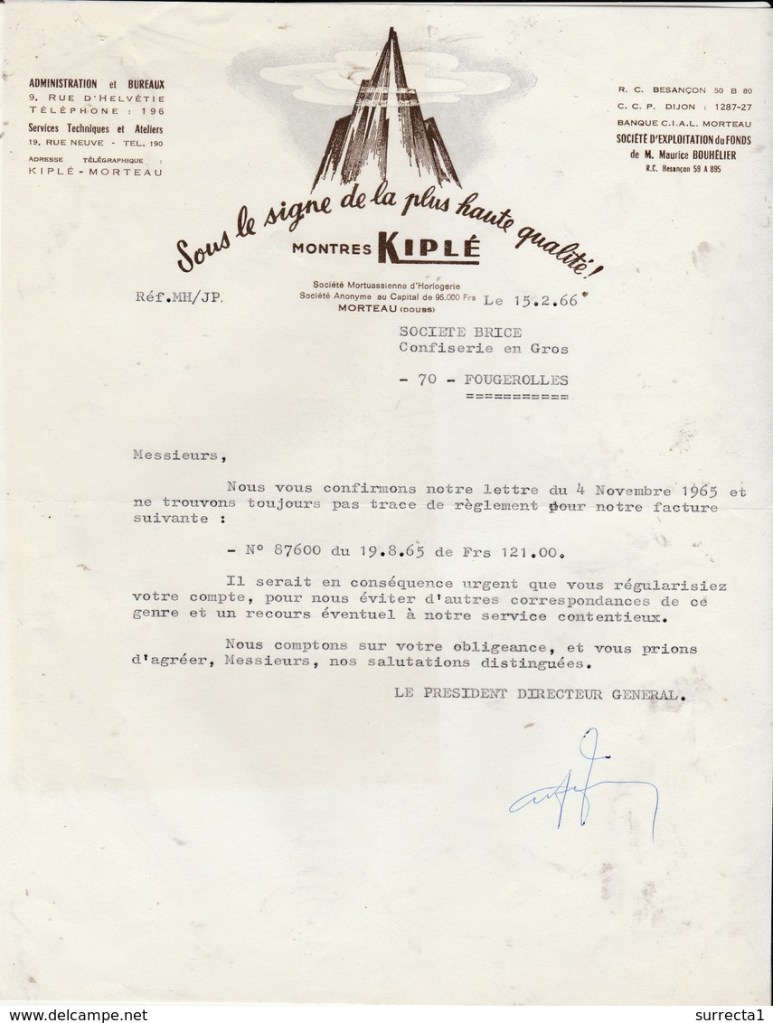 ADMINISTRATION et BUREAUX
9, RUE D'HELVÉTIE
TÉLÉPHONE : 196
Services Techniques et Ateliers
19, RUE NEUVE - TEL. 190
ADRESSE TÉLÉGRAPHIQUE :
KIPLÉ - MORTEAU
R. C. BESANÇON 50 B 80
C. C. P. DIJON : 1287-27
BANQUE C.I.A.L. MORTEAU
SOCIÉTÉ D'EXPLOITATION du FONDS
de M. Maurice BOUHÉLIER
R.C. Besançon 59 A 895
Sous le signe de la plus haute qualité!
MONTRES KIPLÉ
Société Mortuassienne d'Horlogerie
Société Anonyme au Capital de 95.000 Frs
MORTEAU (DOUBS)
Réf.MH/JP.
Le 15.2.66
SOCIETE BRICE
Confiserie en Gros
- 70 - FOUGEROLLES
===========
Messieurs,
Nous vous confirmons notre lettre du 4 Novembre 1965 et
ne trouvons toujours pas trace de règlement pour notre facture
suivante :
- N° 87600 du 19.8.65 de Frs 121.00.
Il serait en conséquence urgent que vous régularisiez
votre compte, pour nous éviter d'autres correspondances de ce
genre et un recours éventuel à notre service contentieux.
Nous comptons sur votre obligeance, et vous prions
d'agréer, Messieurs, nos salutations distinguées.
LE PRESIDENT DIRECTEUR GENERAL.
www.delcampe.net
surrecta1